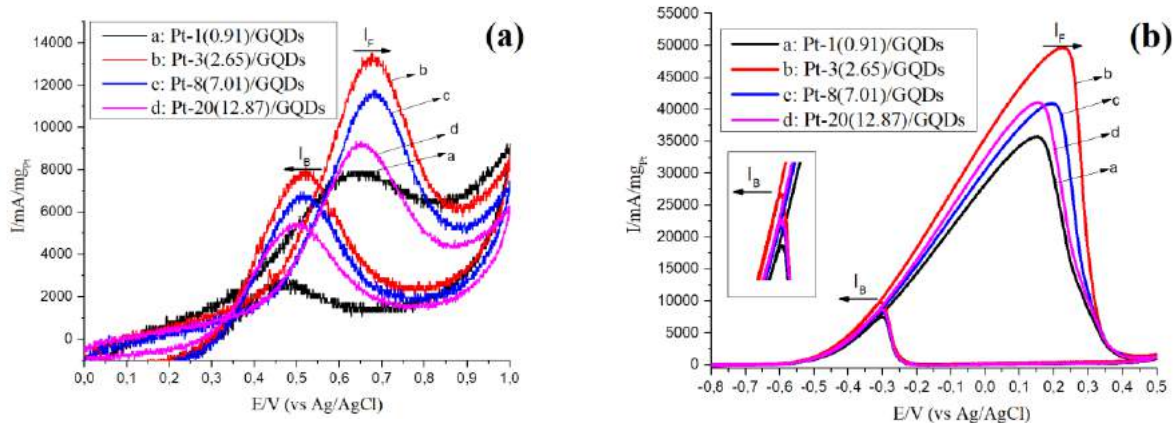 (a)
a: Pt-1(0.91)/GQDs
b: Pt-3(2.65)/GQDs
c: Pt-8(7.01)/GQDs
d: Pt-20(12.87)/GQDs
I/mA/mgPt
14000
12000
10000
8000
6000
4000
2000
0
IF
IB
b
c
d
a
0,0 0,1 0,2 0,3 0,4 0,5 0,6 0,7 0,8 0,9 1,0
E/V (vs Ag/AgCl)
(b)
a: Pt-1(0.91)/GQDs
b: Pt-3(2.65)/GQDs
c: Pt-8(7.01)/GQDs
d: Pt-20(12.87)/GQDs
I/mA/mgPt
55000
50000
45000
40000
35000
30000
25000
20000
15000
10000
5000
0
IF
b
c
d
a
IB
IB
-0,8 -0,7 -0,6 -0,5 -0,4 -0,3 -0,2 -0,1 0,0 0,1 0,2 0,3 0,4 0,5
E/V (vs Ag/AgCl)